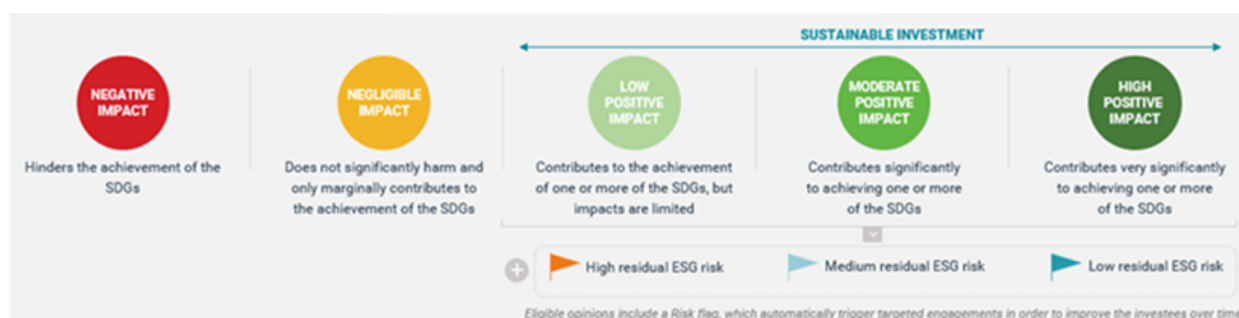 SUSTAINABLE INVESTMENT
NEGATIVE
IMPACT
NEGLIGIBLE
IMPACT
LOW
POSITIVE
IMPACT
MODERATE
POSITIVE
IMPACT
HIGH
POSITIVE
IMPACT
Hinders the achievement of the
SDGs
Does not significantly harm and
only marginally contributes to
the achievement of the SDGs
Contributes to the achievement
of one or more of the SDGs, but
impacts are limited
Contributes significantly
to achieving one or more
of the SDGs
Contributes very significantly
to achieving one or more
of the SDGs
High residual ESG risk
Medium residual ESG risk
Low residual ESG risk
Eligible opinions include a Risk flag, which automatically trigger targeted engagements in order to improve the investees over time